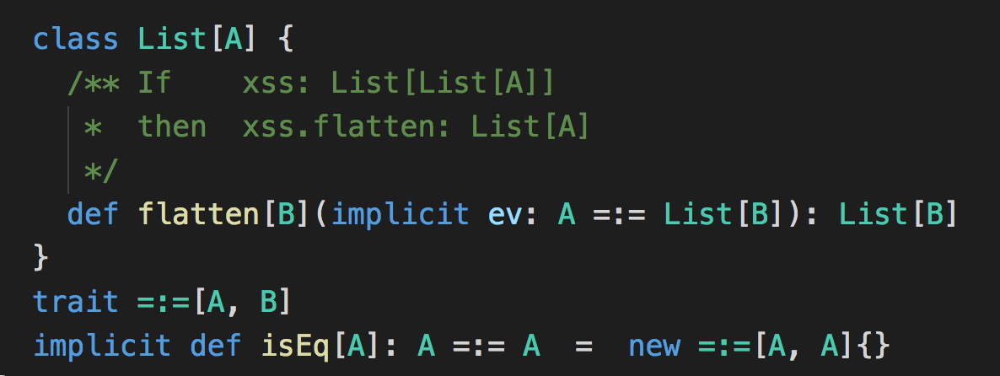 class List[A] {
  /** If    xss: List[List[A]]
   *  then  xss.flatten: List[A]
   */
  def flatten[B](implicit ev: A =:= List[B]): List[B]
}
trait =:=[A, B]
implicit def isEq[A]: A =:= A  =  new =:=[A, A]{}